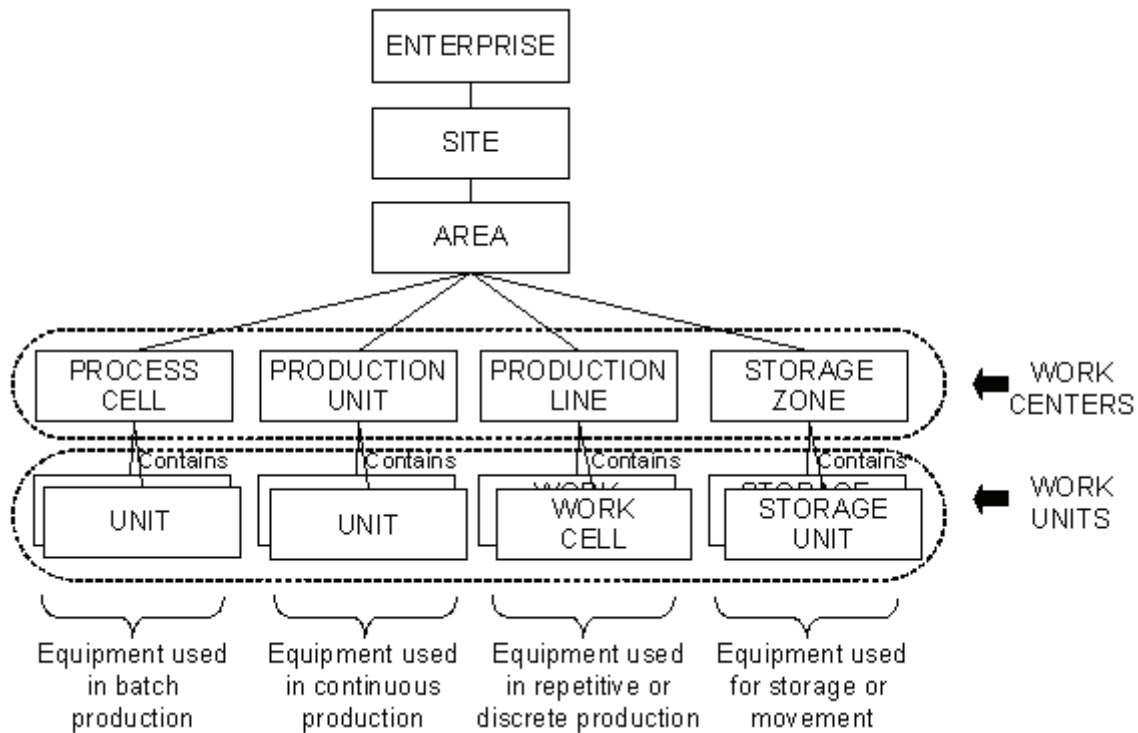 ENTERPRISE
SITE
AREA
PROCESS
CELL
PRODUCTION
UNIT
PRODUCTION
LINE
STORAGE
ZONE
WORK
CENTERS
Contains
Contains
Contains
Contains
UNIT
UNIT
WORK
WORK
CELL
STORAGE
STORAGE
UNIT
WORK
UNITS
Equipment used
in batch
production
Equipment used
in continuous
production
Equipment used
in repetitive or
discrete production
Equipment used
for storage or
movement